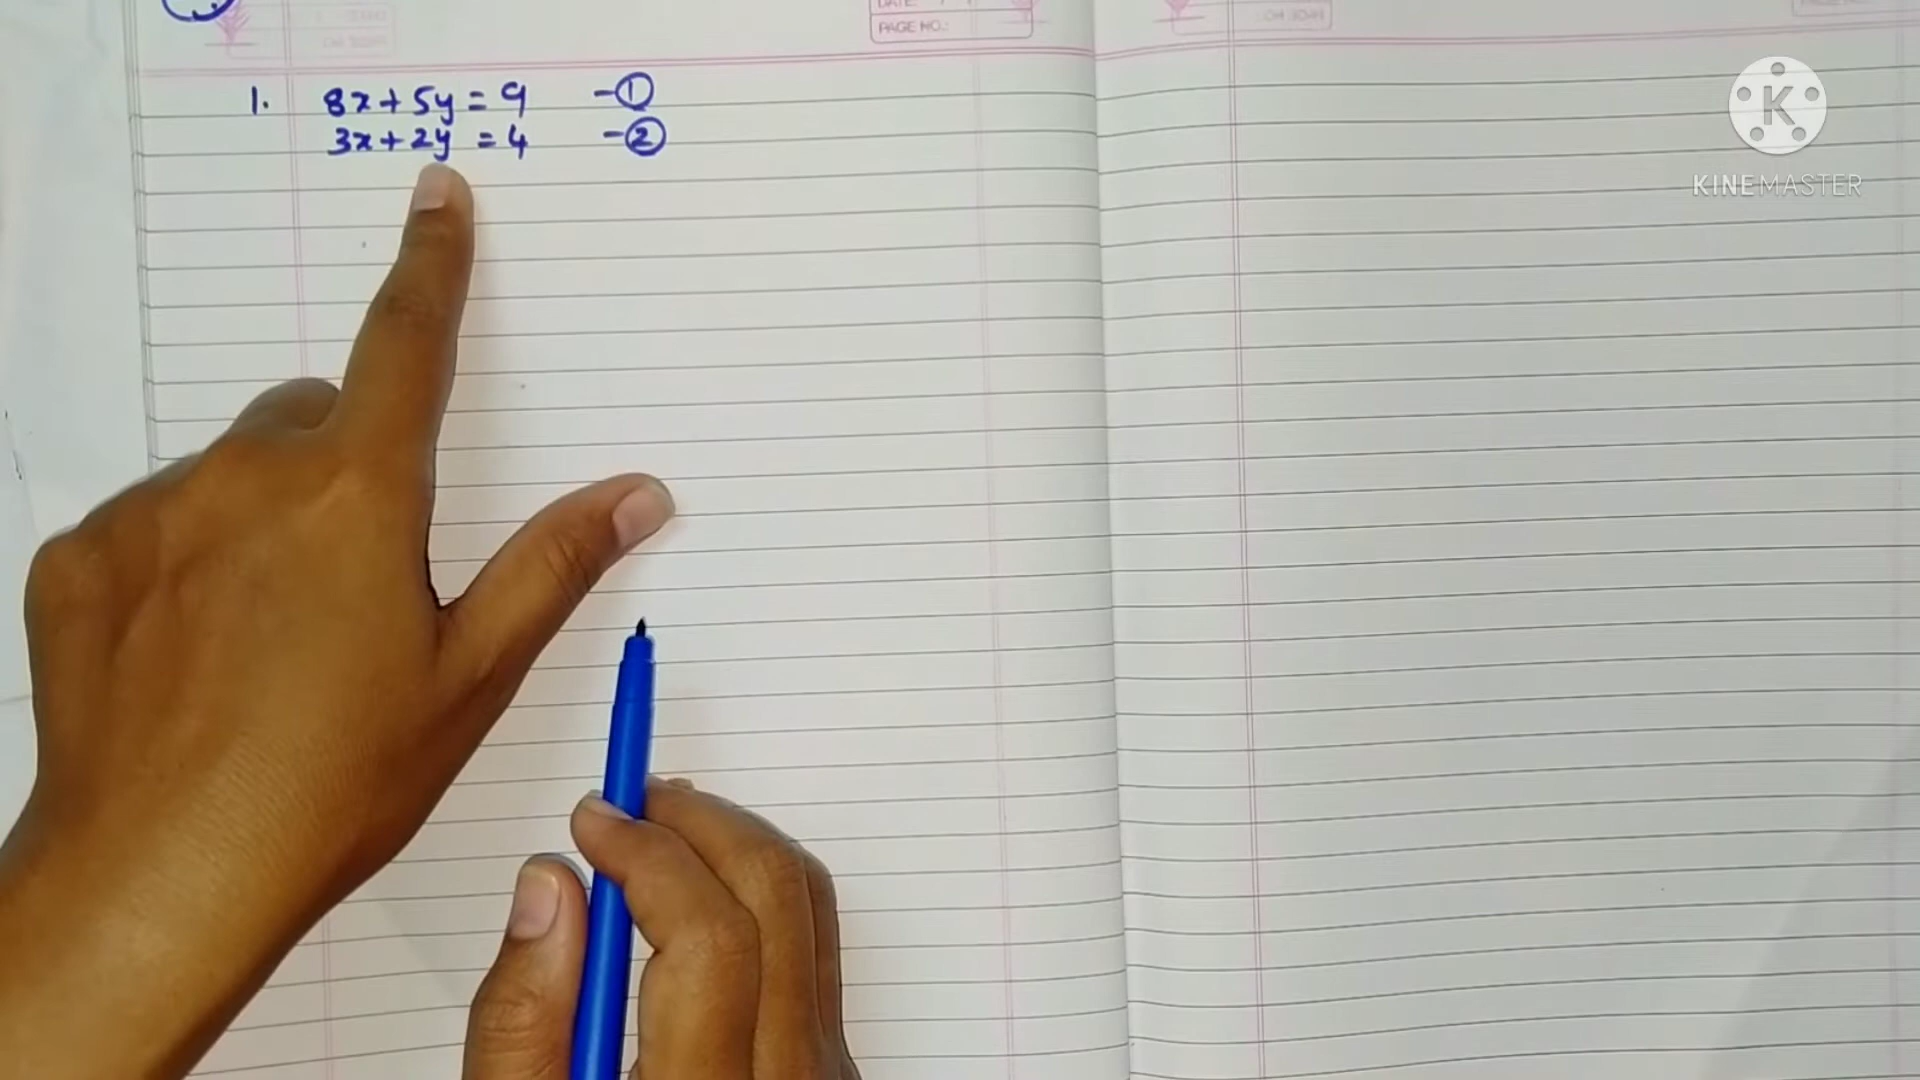 PAGE NO.:
1. 8x + 5y = 9 - ①
3x + 2y = 4 - ②
KINEMASTER